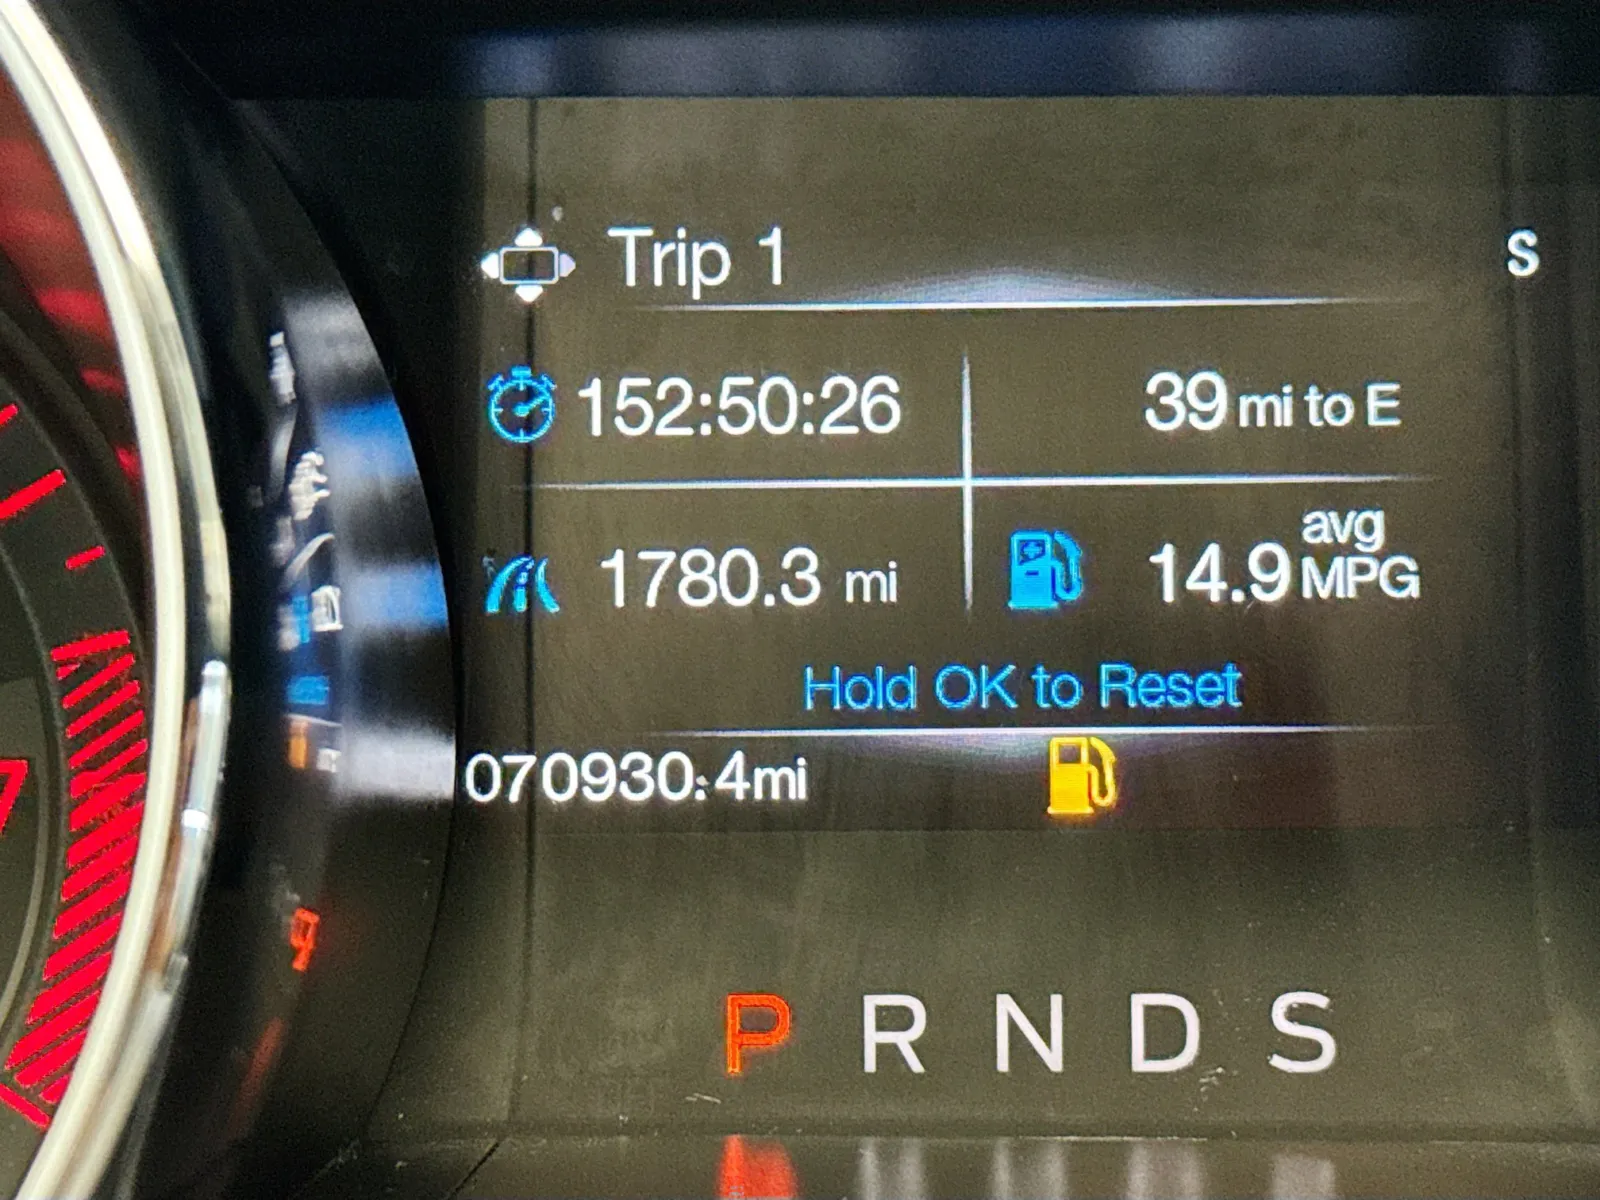 Trip 1
S
152:50:26
39 mi to E
1780.3 mi
14.9 avg MPG
Hold OK to Reset
070930.4mi
P R N D S